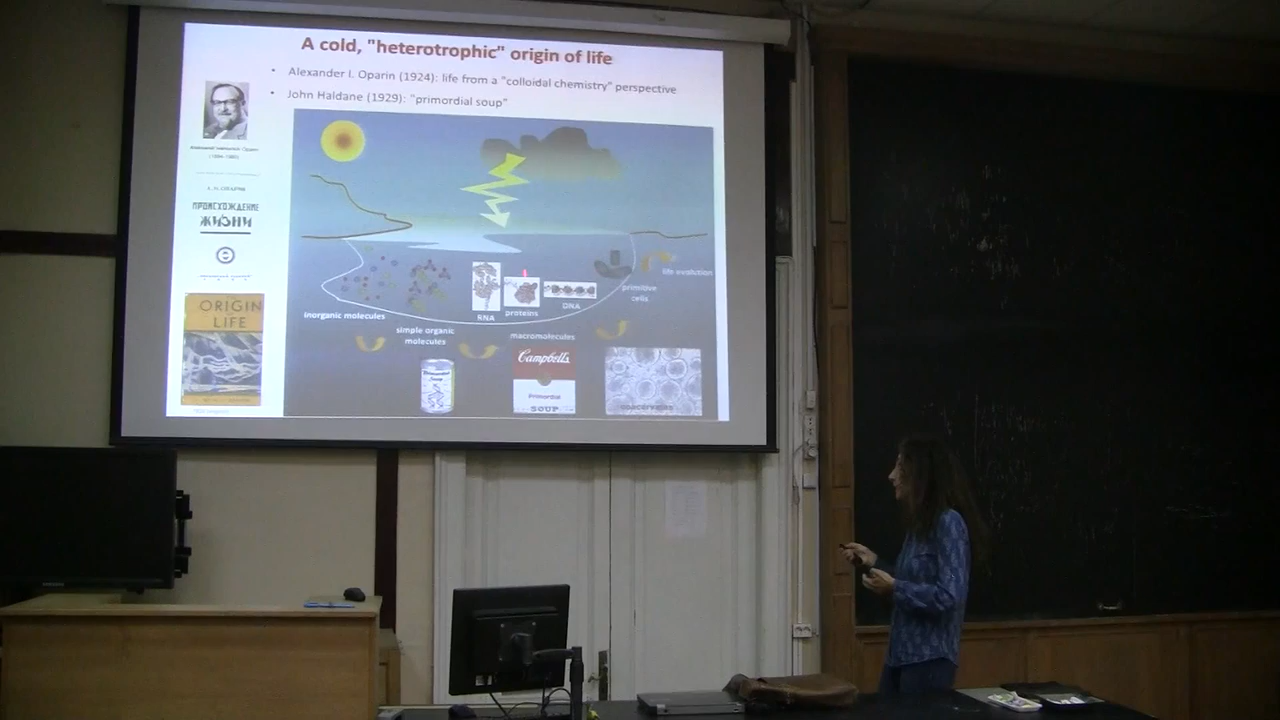 A cold, "heterotrophic" origin of life
• Alexander I. Oparin (1924): life from a "colloidal chemistry" perspective
• John Haldane (1929): "primordial soup"
ПРОИСХОЖДЕНИЕ
ЖИЗНИ
ORIGIN
LIFE
inorganic molecules
simple organic
molecules
RNA
proteins
DNA
macromolecules
primitive
cells
life evolution
Campbell's
Primordial
SOUP
coacervates